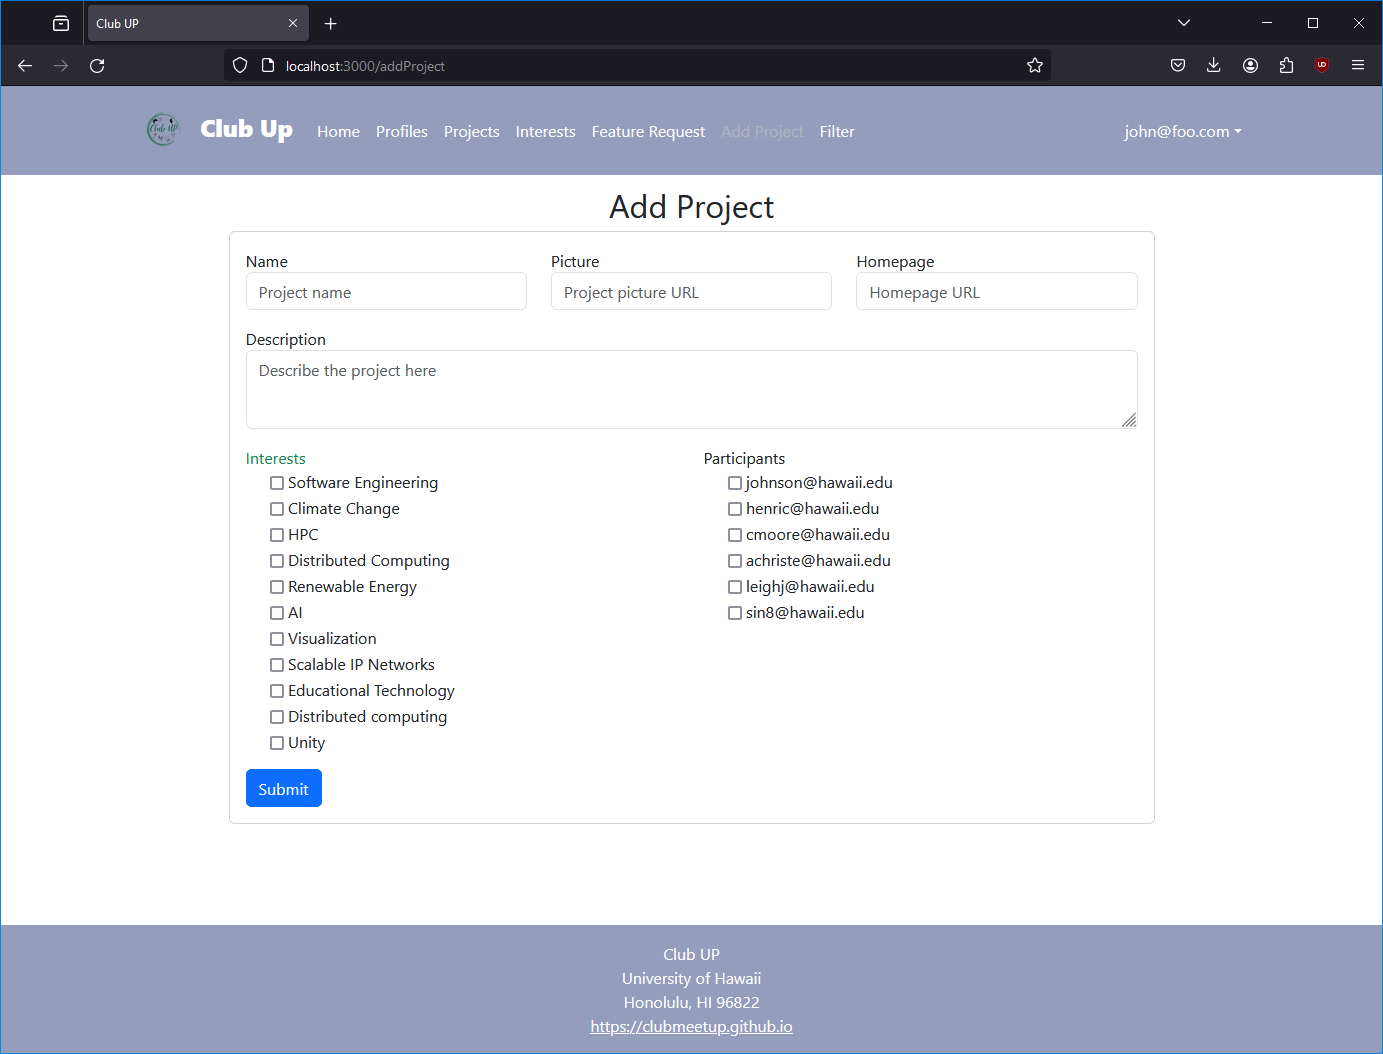 Club UP
localhost:3000/addProject
Club Up
Club Up Home Profiles Projects Interests Feature Request Add Project Filter john@foo.com
Add Project
Name Picture Homepage
Project name Project picture URL Homepage URL
Description
Describe the project here
Interests Participants
Software Engineering johnson@hawaii.edu
Climate Change henric@hawaii.edu
HPC cmoore@hawaii.edu
Distributed Computing achriste@hawaii.edu
Renewable Energy leighj@hawaii.edu
AI sin8@hawaii.edu
Visualization
Scalable IP Networks
Educational Technology
Distributed computing
Unity
Submit
Club UP
University of Hawaii
Honolulu, HI 96822
https://clubmeetup.github.io